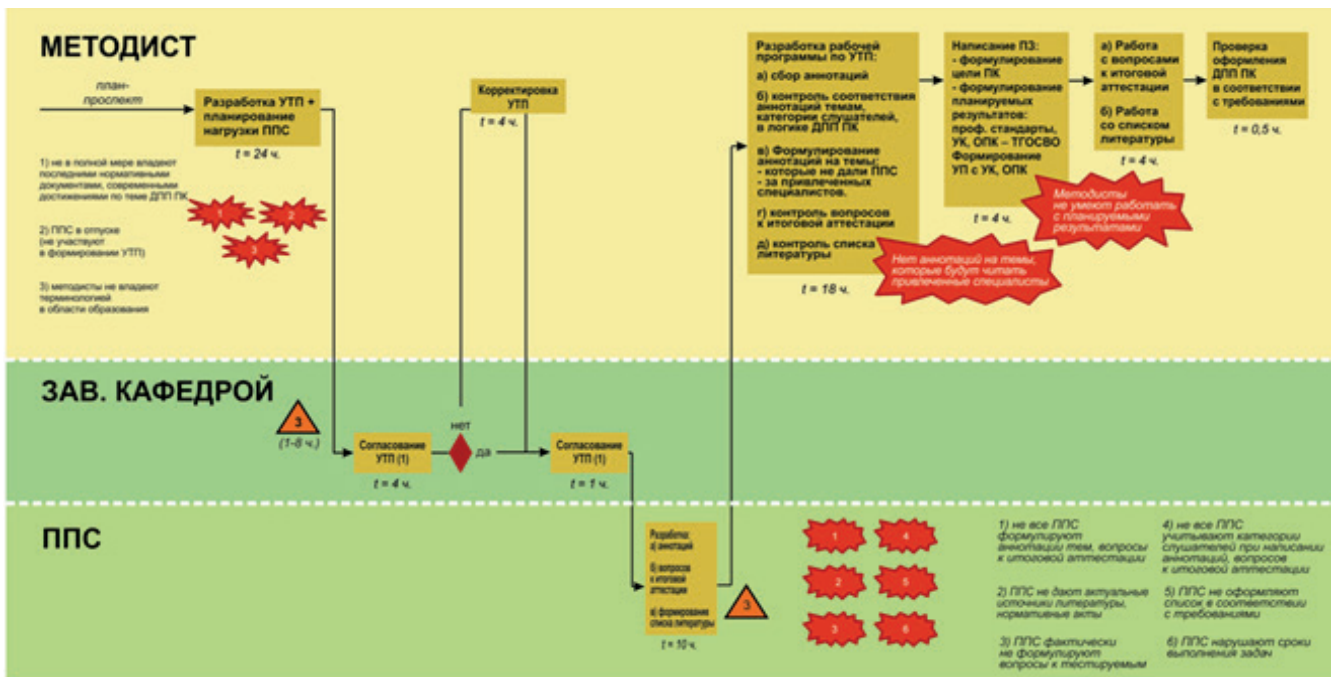 МЕТОДИСТ
план-
проспект
Разработка УТП +
планирование
нагрузки ППС
t = 24 ч.
1) не в полной мере владеют
последними нормативными
документами, современными
достижениями по теме ДПП ПК
2) ППС в отпуске
(не участвуют
в формировании УТП)
3) методисты не владеют
терминологией
в области образования
1
2
3
Корректировка
УТП
t = 4 ч.
Разработка рабочей
программы по УТП:
а) сбор аннотаций
б) контроль соответствия
аннотаций темам,
категории слушателей,
в логике ДПП ПК
в) Формулирование
аннотаций на темы:
- которые не дали ППС
- за привлеченных
специалистов.
г) контроль вопросов
к итоговой аттестации
д) контроль списка
литературы
t = 18 ч.
Нет аннотаций на темы,
которые будут читать
привлеченные специалисты
Написание ПЗ:
- формулирование
цели ПК
- формулирование
планируемых
результатов:
проф. стандарты,
УК, ОПК – ТГОСВО
Формирование
УП с УК, ОПК
t = 4 ч.
Методисты
не умеют работать
с планируемыми
результатами
а) Работа
с вопросами
к итоговой
аттестации
б) Работа
со списком
литературы
t = 4 ч.
Проверка
оформления
ДПП ПК
в соответствии
с требованиями
t = 0,5 ч.
ЗАВ. КАФЕДРОЙ
3
(1-8 ч.)
Согласование
УТП (1)
t = 4 ч.
нет
да
Согласование
УТП (1)
t = 1 ч.
ППС
Разработка:
а) аннотаций
б) вопросов
к итоговой
аттестации
в) формирование
списка литературы
t = 10 ч.
3
1
4
2
5
3
6
1) не все ППС
формулируют
аннотации тем, вопросы
к итоговой аттестации
2) ППС не дают актуальные
источники литературы,
нормативные акты
3) ППС фактически
не формулируют
вопросы к тестируемым
4) не все ППС
учитывают категории
слушателей при написании
аннотаций, вопросов
к итоговой аттестации
5) ППС не оформляют
список в соответствии
с требованиями
6) ППС нарушают сроки
выполнения задач